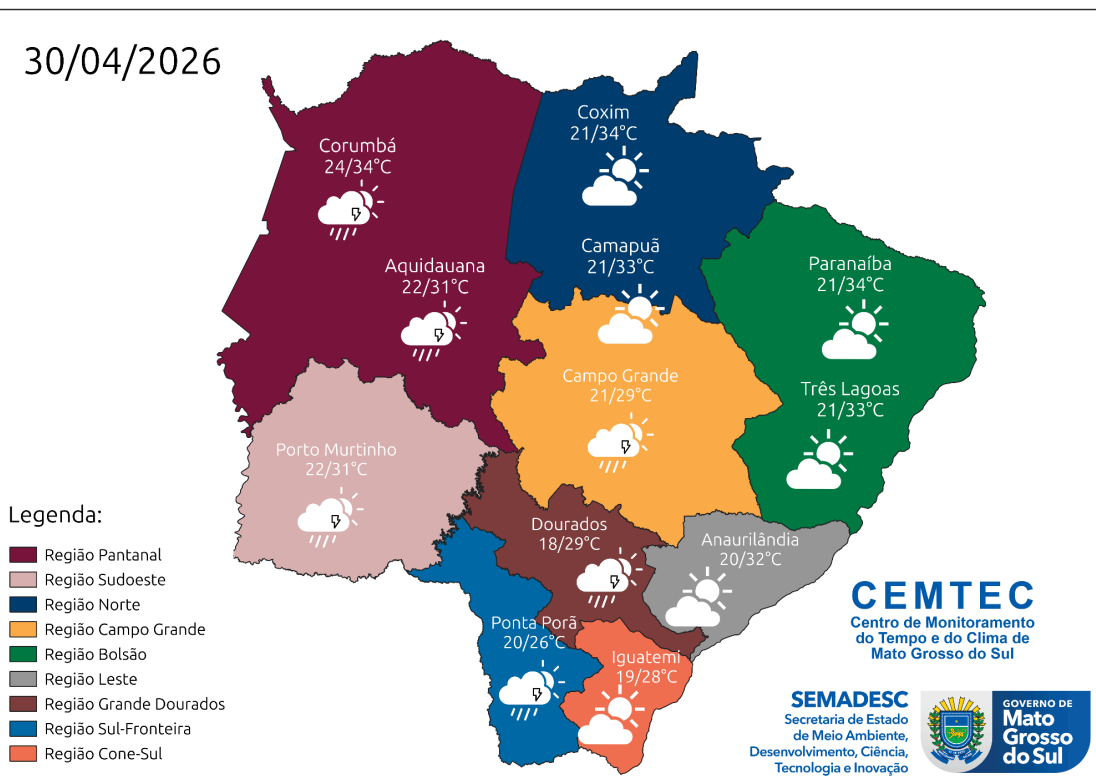 30/04/2026
Coxim
21/34°C
Corumbá
24/34°C
Camapuã
21/33°C
Aquidauana
22/31°C
Paranaíba
21/34°C
Campo Grande
21/29°C
Três Lagoas
21/33°C
Porto Murtinho
22/31°C
Dourados
18/29°C
Anaurilândia
20/32°C
Ponta Porã
20/26°C
Iguatemi
19/28°C
Legenda:
Região Pantanal
Região Sudoeste
Região Norte
Região Campo Grande
Região Bolsão
Região Leste
Região Grande Dourados
Região Sul-Fronteira
Região Cone-Sul
CEMTEC
Centro de Monitoramento
do Tempo e do Clima de
Mato Grosso do Sul
SEMADESC
Secretaria de Estado
de Meio Ambiente,
Desenvolvimento, Ciência,
Tecnologia e Inovação
GOVERNO DE
Mato
Grosso
do Sul